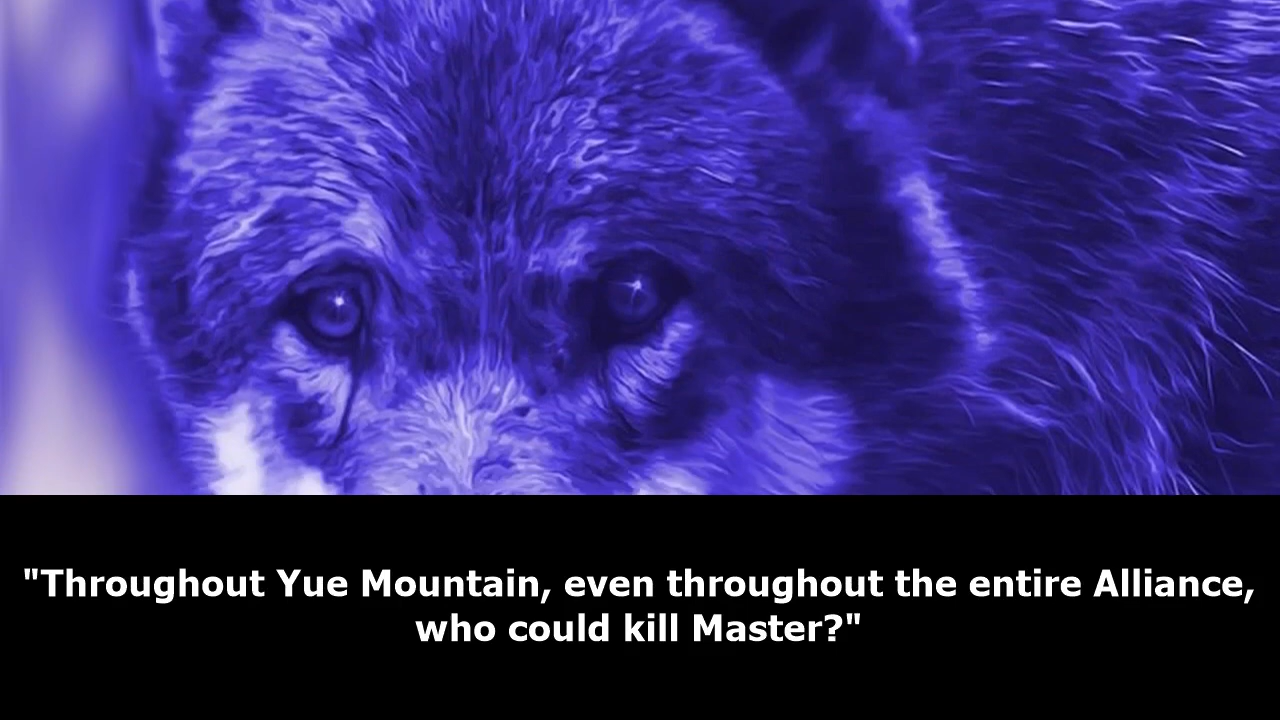 "Throughout Yue Mountain, even throughout the entire Alliance,
who could kill Master?"